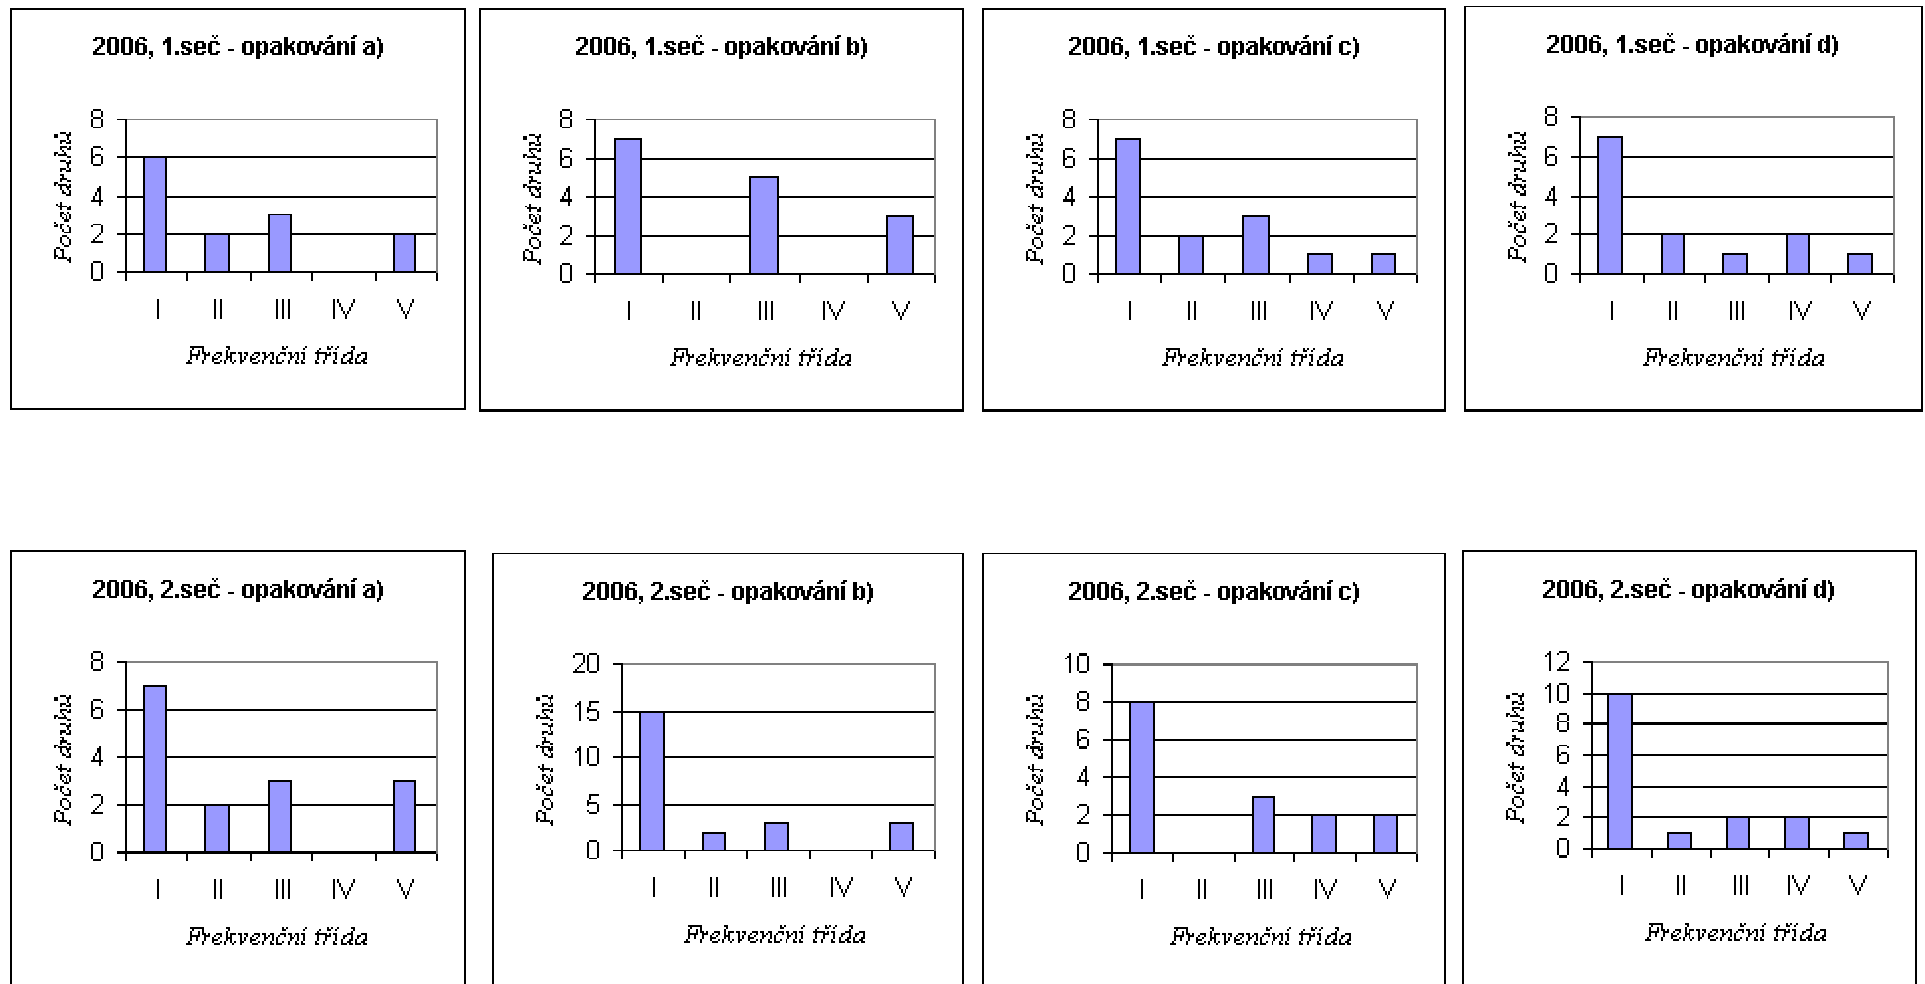 2006, 1.seč - opakování a)
8
6
4
2
0
Počet druhů
I II III IV V
Frekvenční třída
2006, 1.seč - opakování b)
8
6
4
2
0
Počet druhů
I II III IV V
Frekvenční třída
2006, 1.seč - opakování c)
8
6
4
2
0
Počet druhů
I II III IV V
Frekvenční třída
2006, 1.seč - opakování d)
8
6
4
2
0
Počet druhů
I II III IV V
Frekvenční třída
2006, 2.seč - opakování a)
8
6
4
2
0
Počet druhů
I II III IV V
Frekvenční třída
2006, 2.seč - opakování b)
20
15
10
5
0
Počet druhů
I II III IV V
Frekvenční třída
2006, 2.seč - opakování c)
10
8
6
4
2
0
Počet druhů
I II III IV V
Frekvenční třída
2006, 2.seč - opakování d)
12
10
8
6
4
2
0
Počet druhů
I II III IV V
Frekvenční třída